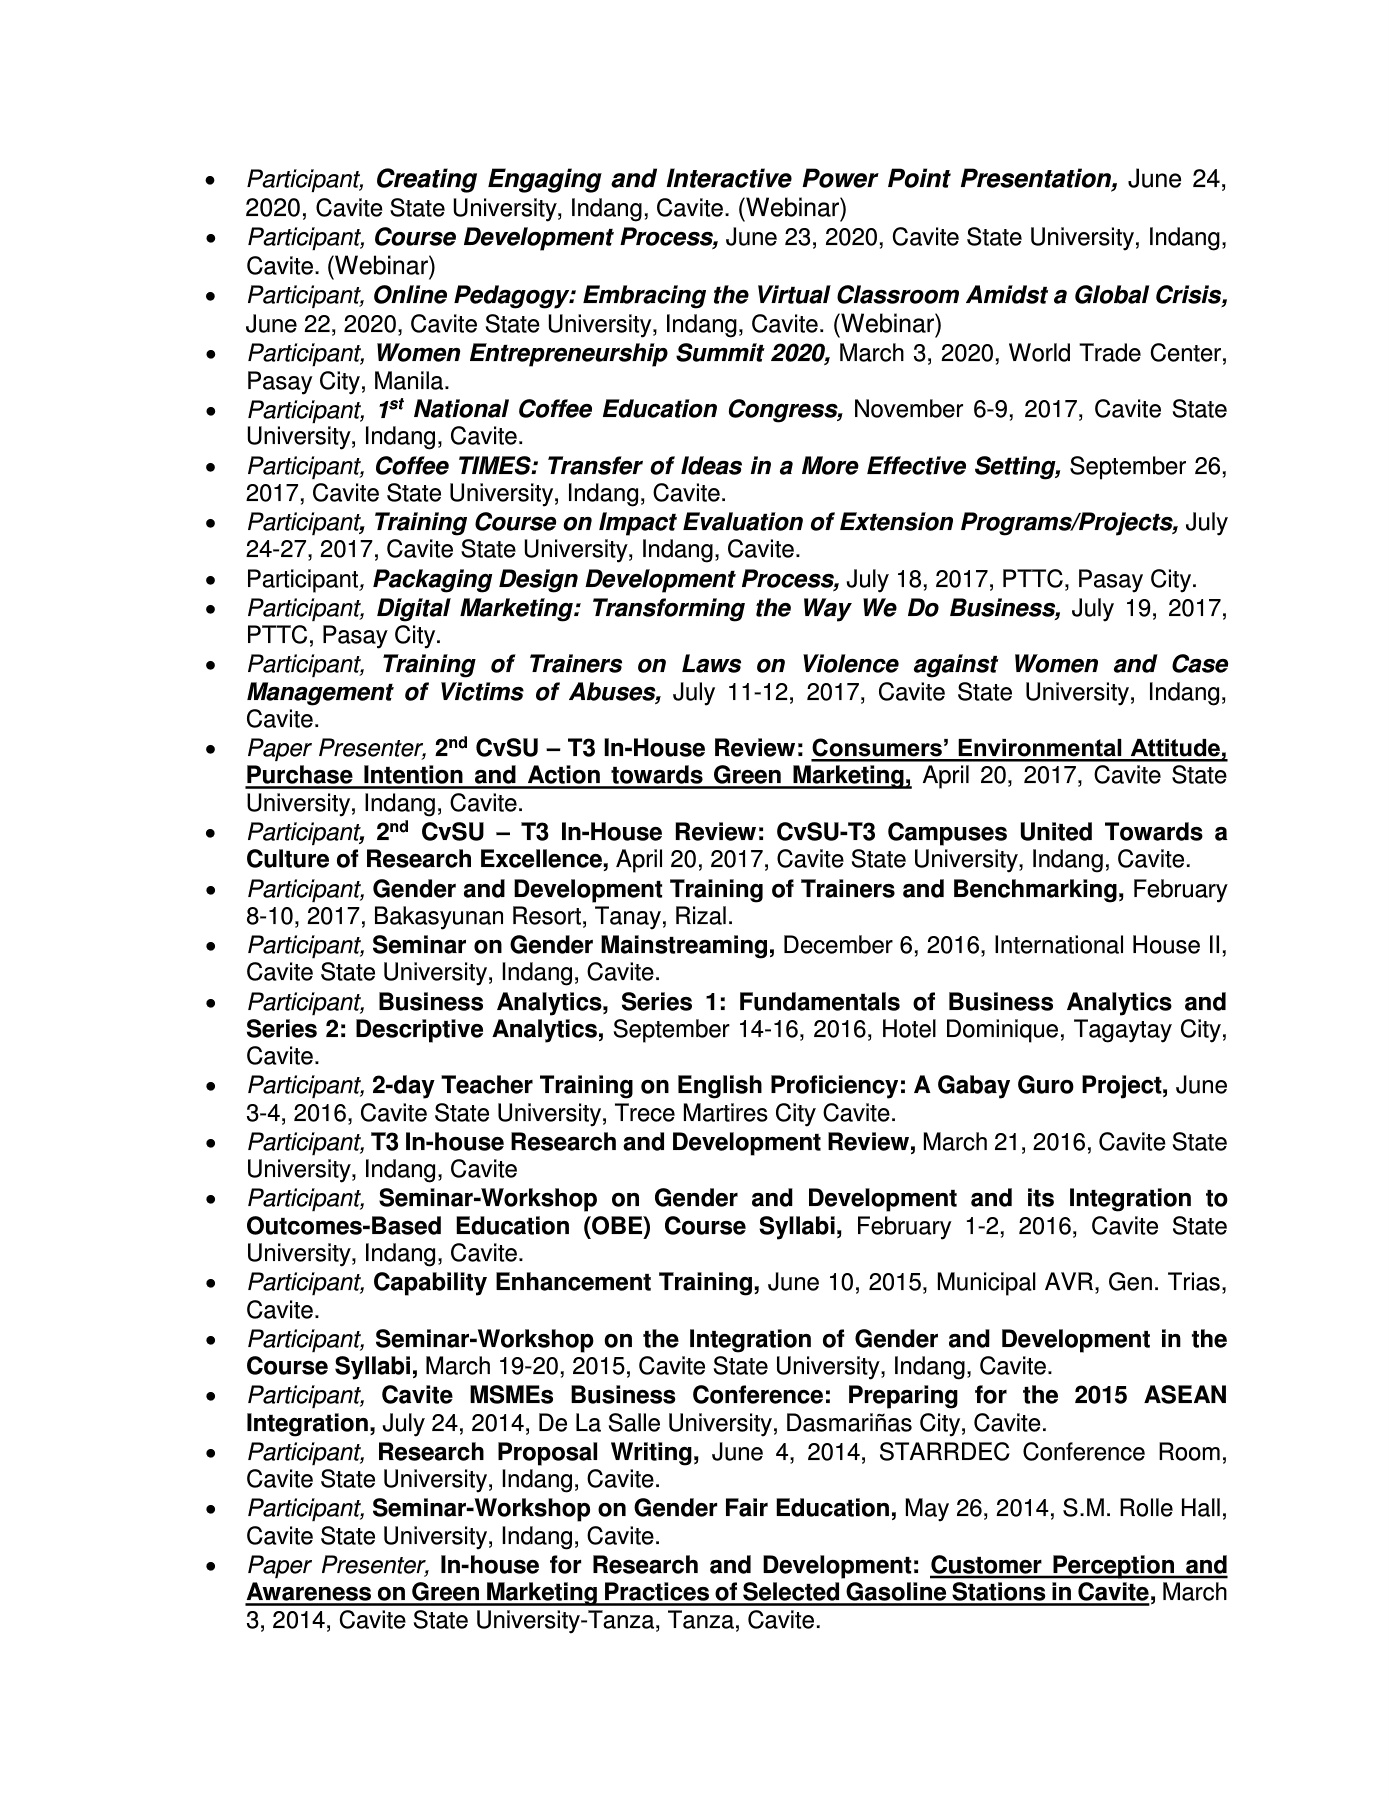 • Participant, Creating Engaging and Interactive Power Point Presentation, June 24,
2020, Cavite State University, Indang, Cavite. (Webinar)
• Participant, Course Development Process, June 23, 2020, Cavite State University, Indang,
Cavite. (Webinar)
• Participant, Online Pedagogy: Embracing the Virtual Classroom Amidst a Global Crisis,
June 22, 2020, Cavite State University, Indang, Cavite. (Webinar)
• Participant, Women Entrepreneurship Summit 2020, March 3, 2020, World Trade Center,
Pasay City, Manila.
• Participant, 1st National Coffee Education Congress, November 6-9, 2017, Cavite State
University, Indang, Cavite.
• Participant, Coffee TIMES: Transfer of Ideas in a More Effective Setting, September 26,
2017, Cavite State University, Indang, Cavite.
• Participant, Training Course on Impact Evaluation of Extension Programs/Projects, July
24-27, 2017, Cavite State University, Indang, Cavite.
• Participant, Packaging Design Development Process, July 18, 2017, PTTC, Pasay City.
• Participant, Digital Marketing: Transforming the Way We Do Business, July 19, 2017,
PTTC, Pasay City.
• Participant, Training of Trainers on Laws on Violence against Women and Case
Management of Victims of Abuses, July 11-12, 2017, Cavite State University, Indang,
Cavite.
• Paper Presenter, 2nd CvSU – T3 In-House Review: Consumers’ Environmental Attitude,
Purchase Intention and Action towards Green Marketing, April 20, 2017, Cavite State
University, Indang, Cavite.
• Participant, 2nd CvSU – T3 In-House Review: CvSU-T3 Campuses United Towards a
Culture of Research Excellence, April 20, 2017, Cavite State University, Indang, Cavite.
• Participant, Gender and Development Training of Trainers and Benchmarking, February
8-10, 2017, Bakasyunan Resort, Tanay, Rizal.
• Participant, Seminar on Gender Mainstreaming, December 6, 2016, International House II,
Cavite State University, Indang, Cavite.
• Participant, Business Analytics, Series 1: Fundamentals of Business Analytics and
Series 2: Descriptive Analytics, September 14-16, 2016, Hotel Dominique, Tagaytay City,
Cavite.
• Participant, 2-day Teacher Training on English Proficiency: A Gabay Guro Project, June
3-4, 2016, Cavite State University, Trece Martires City Cavite.
• Participant, T3 In-house Research and Development Review, March 21, 2016, Cavite State
University, Indang, Cavite
• Participant, Seminar-Workshop on Gender and Development and its Integration to
Outcomes-Based Education (OBE) Course Syllabi, February 1-2, 2016, Cavite State
University, Indang, Cavite.
• Participant, Capability Enhancement Training, June 10, 2015, Municipal AVR, Gen. Trias,
Cavite.
• Participant, Seminar-Workshop on the Integration of Gender and Development in the
Course Syllabi, March 19-20, 2015, Cavite State University, Indang, Cavite.
• Participant, Cavite MSMEs Business Conference: Preparing for the 2015 ASEAN
Integration, July 24, 2014, De La Salle University, Dasmariñas City, Cavite.
• Participant, Research Proposal Writing, June 4, 2014, STARRDEC Conference Room,
Cavite State University, Indang, Cavite.
• Participant, Seminar-Workshop on Gender Fair Education, May 26, 2014, S.M. Rolle Hall,
Cavite State University, Indang, Cavite.
• Paper Presenter, In-house for Research and Development: Customer Perception and
Awareness on Green Marketing Practices of Selected Gasoline Stations in Cavite, March
3, 2014, Cavite State University-Tanza, Tanza, Cavite.